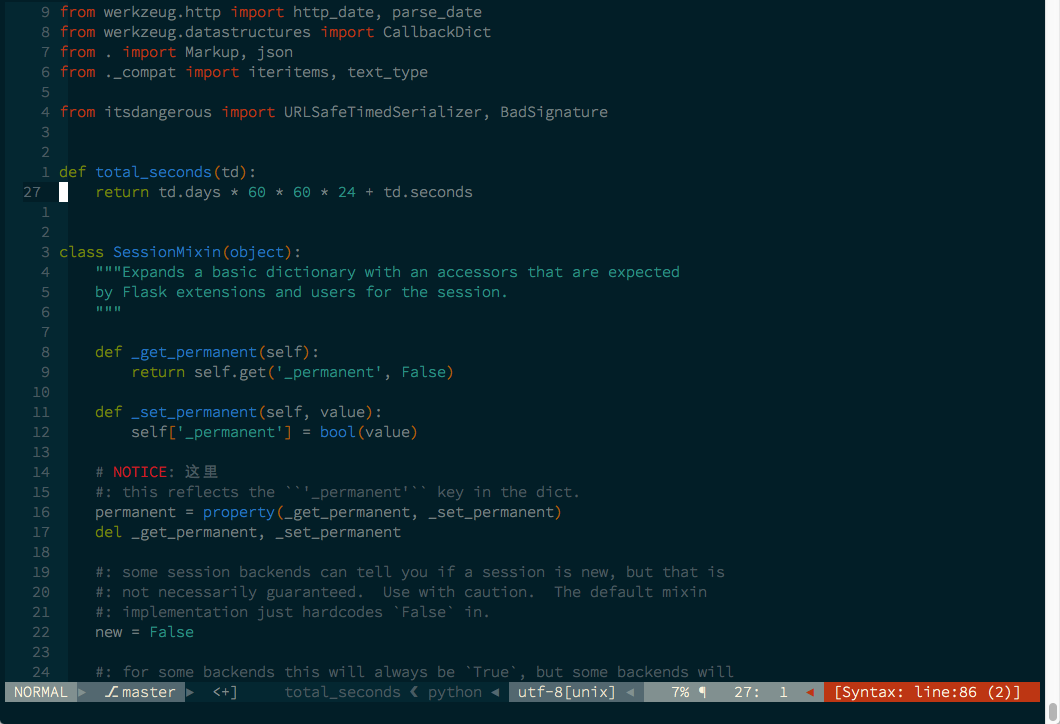 9 from werkzeug.http import http_date, parse_date
8 from werkzeug.datastructures import CallbackDict
7 from . import Markup, json
6 from ._compat import iteritems, text_type
5
4 from itsdangerous import URLSafeTimedSerializer, BadSignature
3
2
1 def total_seconds(td):
27     return td.days * 60 * 60 * 24 + td.seconds
1
2
3 class SessionMixin(object):
4     """Expands a basic dictionary with an accessors that are expected
5     by Flask extensions and users for the session.
6     """
7
8     def _get_permanent(self):
9         return self.get('_permanent', False)
10
11     def _set_permanent(self, value):
12         self['_permanent'] = bool(value)
13
14     # NOTICE: 这里
15     #: this reflects the ``'_permanent'`` key in the dict.
16     permanent = property(_get_permanent, _set_permanent)
17     del _get_permanent, _set_permanent
18
19     #: some session backends can tell you if a session is new, but that is
20     #: not necessarily guaranteed.  Use with caution.  The default mixin
21     #: implementation just hardcodes `False` in.
22     new = False
23
24     #: for some backends this will always be `True`, but some backends will
NORMAL master <+] total_seconds ❮ python utf-8[unix] 7% ¶ 27: 1 [Syntax: line:86 (2)]